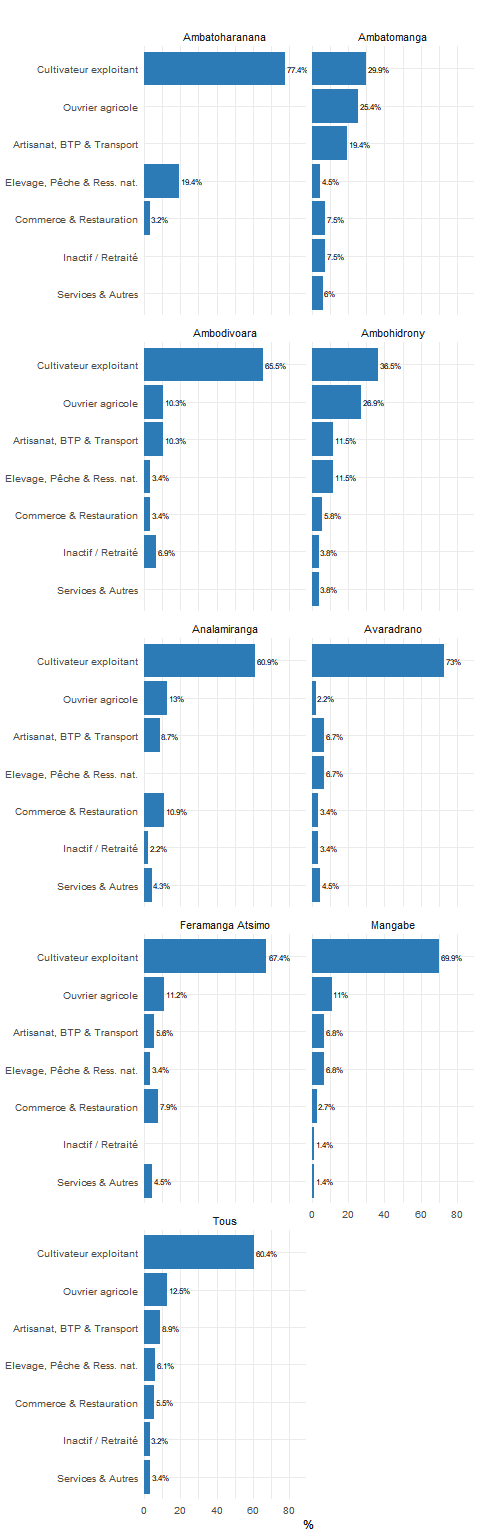 Ambatoharanana Ambatomanga
Cultivateur exploitant 77.4% 29.9%
Ouvrier agricole 25.4%
Artisanat, BTP & Transport 19.4%
Elevage, Pêche & Ress. nat. 19.4% 4.5%
Commerce & Restauration 3.2% 7.5%
Inactif / Retraité 7.5%
Services & Autres 6%
Ambodivoara Ambohidrony
Cultivateur exploitant 65.5% 36.5%
Ouvrier agricole 10.3% 26.9%
Artisanat, BTP & Transport 10.3% 11.5%
Elevage, Pêche & Ress. nat. 3.4% 11.5%
Commerce & Restauration 3.4% 5.8%
Inactif / Retraité 6.9% 3.8%
Services & Autres 3.8%
Analamiranga Avaradrano
Cultivateur exploitant 60.9% 73%
Ouvrier agricole 13% 2.2%
Artisanat, BTP & Transport 8.7% 6.7%
Elevage, Pêche & Ress. nat. 6.7%
Commerce & Restauration 10.9% 3.4%
Inactif / Retraité 2.2% 3.4%
Services & Autres 4.3% 4.5%
Feramanga Atsimo Mangabe
Cultivateur exploitant 67.4% 69.9%
Ouvrier agricole 11.2% 11%
Artisanat, BTP & Transport 5.6% 6.8%
Elevage, Pêche & Ress. nat. 3.4% 6.8%
Commerce & Restauration 7.9% 2.7%
Inactif / Retraité 1.4%
Services & Autres 4.5% 1.4%
0 20 40 60 80
Tous
Cultivateur exploitant 60.4%
Ouvrier agricole 12.5%
Artisanat, BTP & Transport 8.9%
Elevage, Pêche & Ress. nat. 6.1%
Commerce & Restauration 5.5%
Inactif / Retraité 3.2%
Services & Autres 3.4%
0 20 40 60 80
%